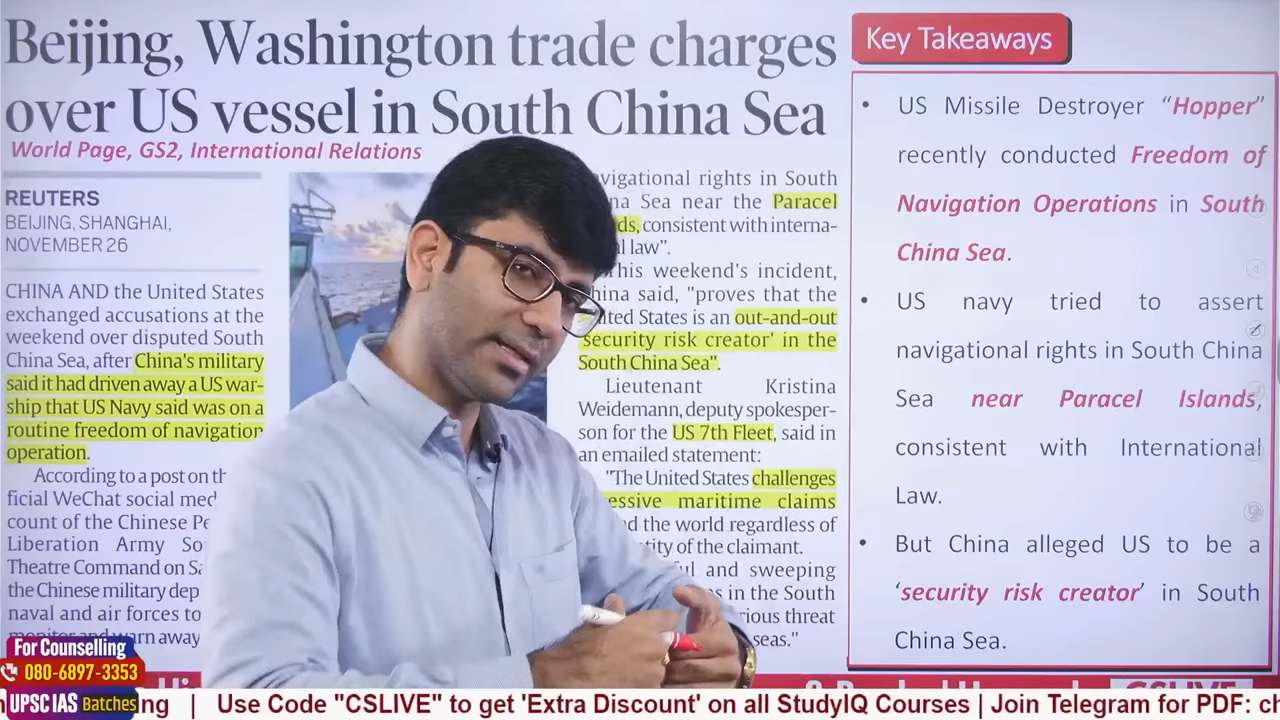 Beijing, Washington trade charges
over US vessel in South China Sea
World Page, GS2, International Relations
REUTERS
BEIJING, SHANGHAI,
NOVEMBER 26
CHINA AND the United States
exchanged accusations at the
weekend over disputed South
China Sea, after China's military
said it had driven away a US war-
ship that US Navy said was on a
routine freedom of navigation
operation.
According to a post on th
ficial WeChat social med
count of the Chinese Pe
Liberation Army So
Theatre Command on Sa
the Chinese military dep
naval and air forces to
monitor and warn away
avigational rights in South
na Sea near the Paracel
ds, consistent with interna-
l law".
This weekend's incident,
hina said, "proves that the
ited States is an out-and-out
'security risk creator' in the
South China Sea".
Lieutenant Kristina
Weidemann, deputy spokesper-
son for the US 7th Fleet, said in
an emailed statement:
"The United States challenges
essive maritime claims
d the world regardless of
tity of the claimant.
ul and sweeping
s in the South
rious threat
seas."
Key Takeaways
• US Missile Destroyer "Hopper"
recently conducted Freedom of
Navigation Operations in South
China Sea.
• US navy tried to assert
navigational rights in South China
Sea near Paracel Islands,
consistent with International
Law.
• But China alleged US to be a
'security risk creator' in South
China Sea.
For Counselling
080-6897-3353
UPSC IAS Batches
ng | Use Code "CSLIVE" to get 'Extra Discount' on all StudyIQ Courses | Join Telegram for PDF: ch